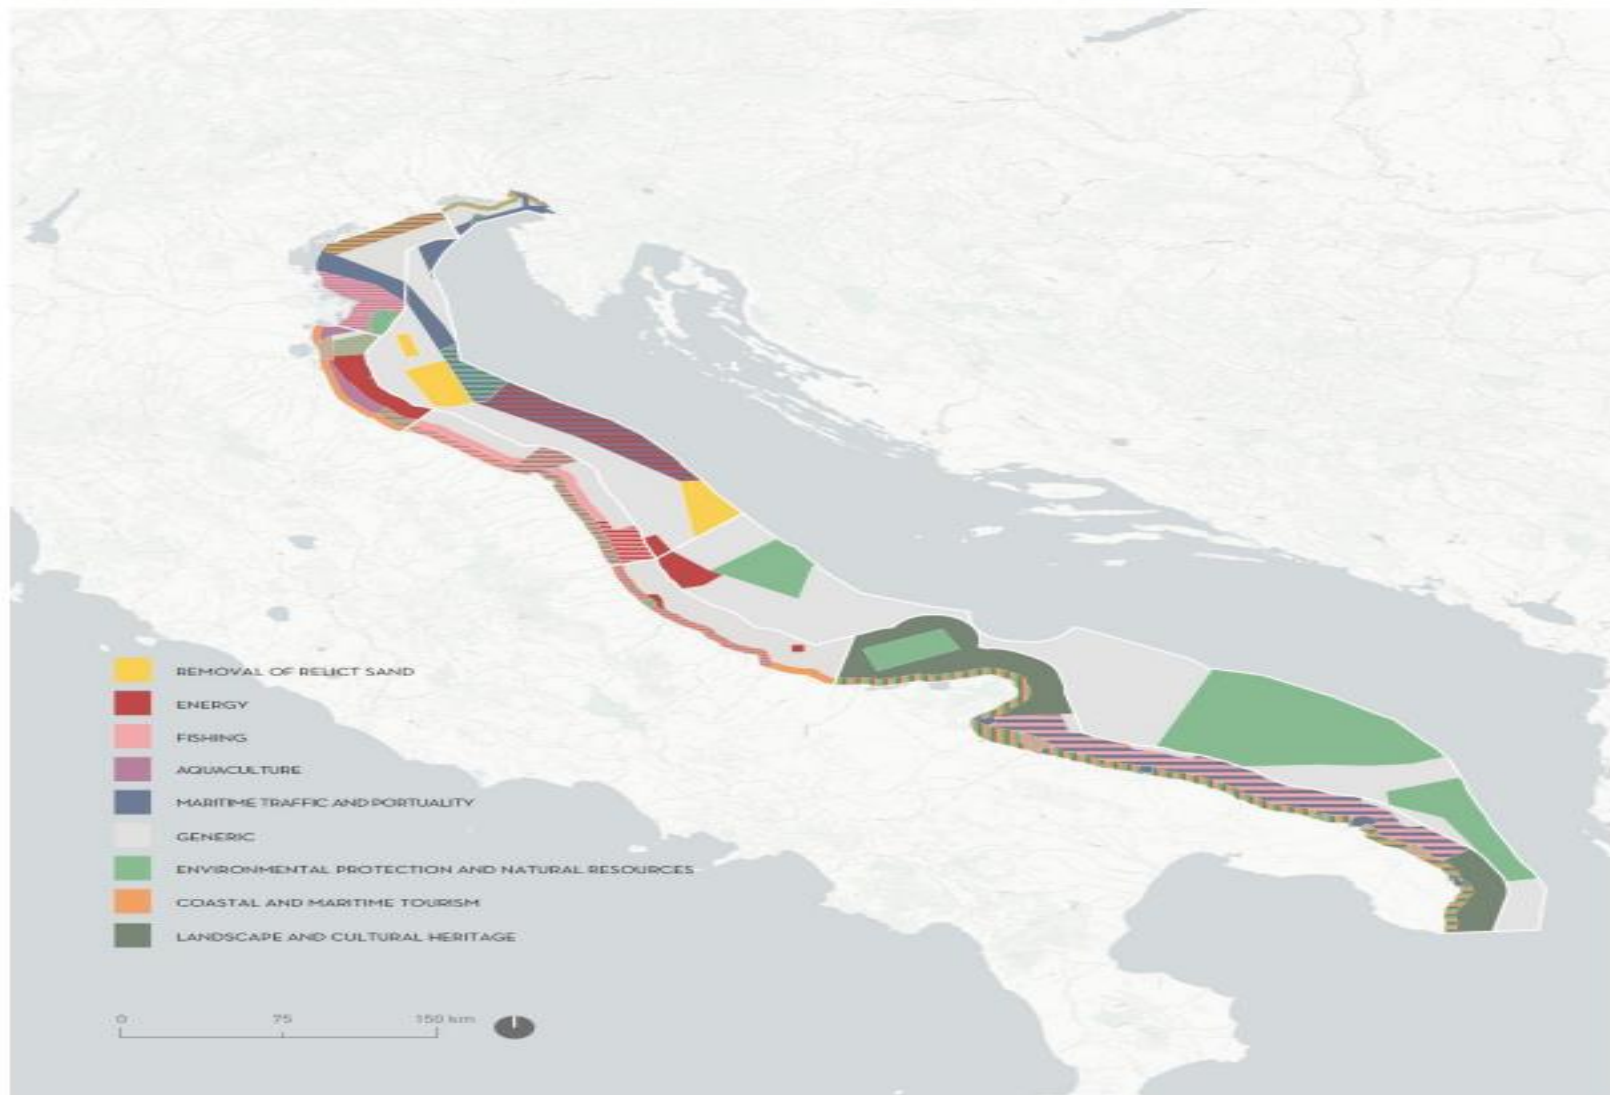 REMOVAL OF RELICT SAND
ENERGY
FISHING
AQUACULTURE
MARITIME TRAFFIC AND PORTUALITY
GENERIC
ENVIRONMENTAL PROTECTION AND NATURAL RESOURCES
COASTAL AND MARITIME TOURISM
LANDSCAPE AND CULTURAL HERITAGE
0 75 150 km